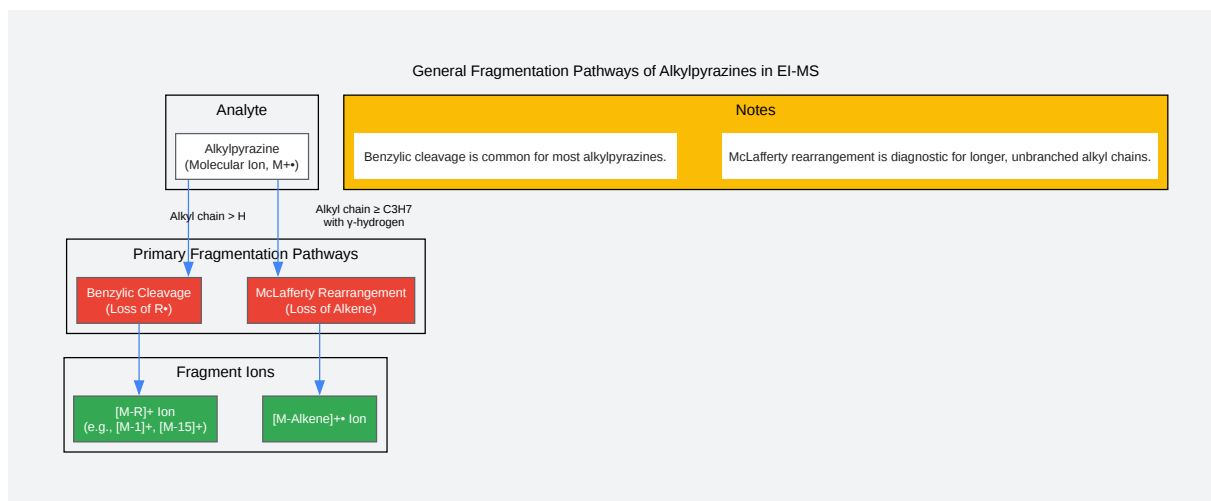 General Fragmentation Pathways of Alkylpyrazines in EI-MS
Analyte
Alkylpyrazine
(Molecular Ion, M+•)
Notes
Benzylic cleavage is common for most alkylpyrazines.
McLafferty rearrangement is diagnostic for longer, unbranched alkyl chains.
Alkyl chain > H
Alkyl chain ≥ C3H7
with γ-hydrogen
Primary Fragmentation Pathways
Benzylic Cleavage
(Loss of R•)
McLafferty Rearrangement
(Loss of Alkene)
Fragment Ions
[M-R]+ Ion
(e.g., [M-1]+, [M-15]+)
[M-Alkene]+• Ion